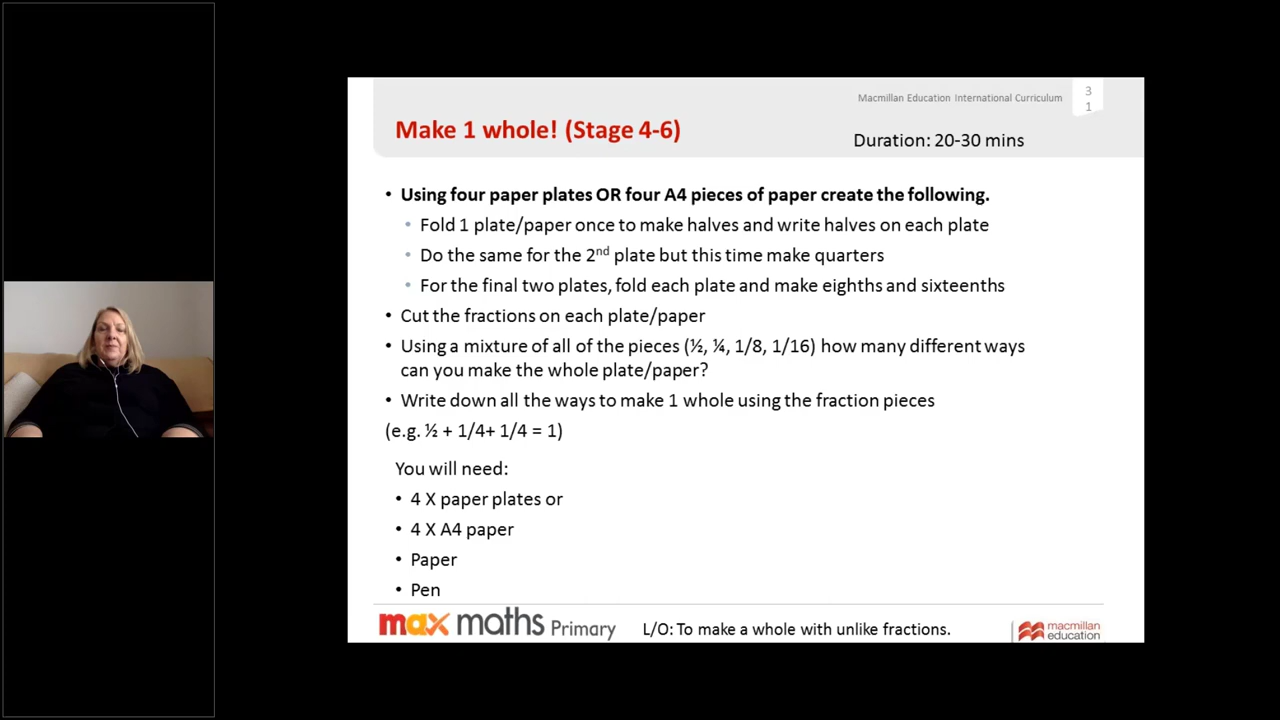 Macmillan Education International Curriculum
3
1
Make 1 whole! (Stage 4-6)
Duration: 20-30 mins
• Using four paper plates OR four A4 pieces of paper create the following.
• Fold 1 plate/paper once to make halves and write halves on each plate
• Do the same for the 2nd plate but this time make quarters
• For the final two plates, fold each plate and make eighths and sixteenths
• Cut the fractions on each plate/paper
• Using a mixture of all of the pieces (½, ¼, 1/8, 1/16) how many different ways
can you make the whole plate/paper?
• Write down all the ways to make 1 whole using the fraction pieces
(e.g. ½ + 1/4+ 1/4 = 1)
You will need:
• 4 X paper plates or
• 4 X A4 paper
• Paper
• Pen
max maths Primary
L/O: To make a whole with unlike fractions.
macmillan
education